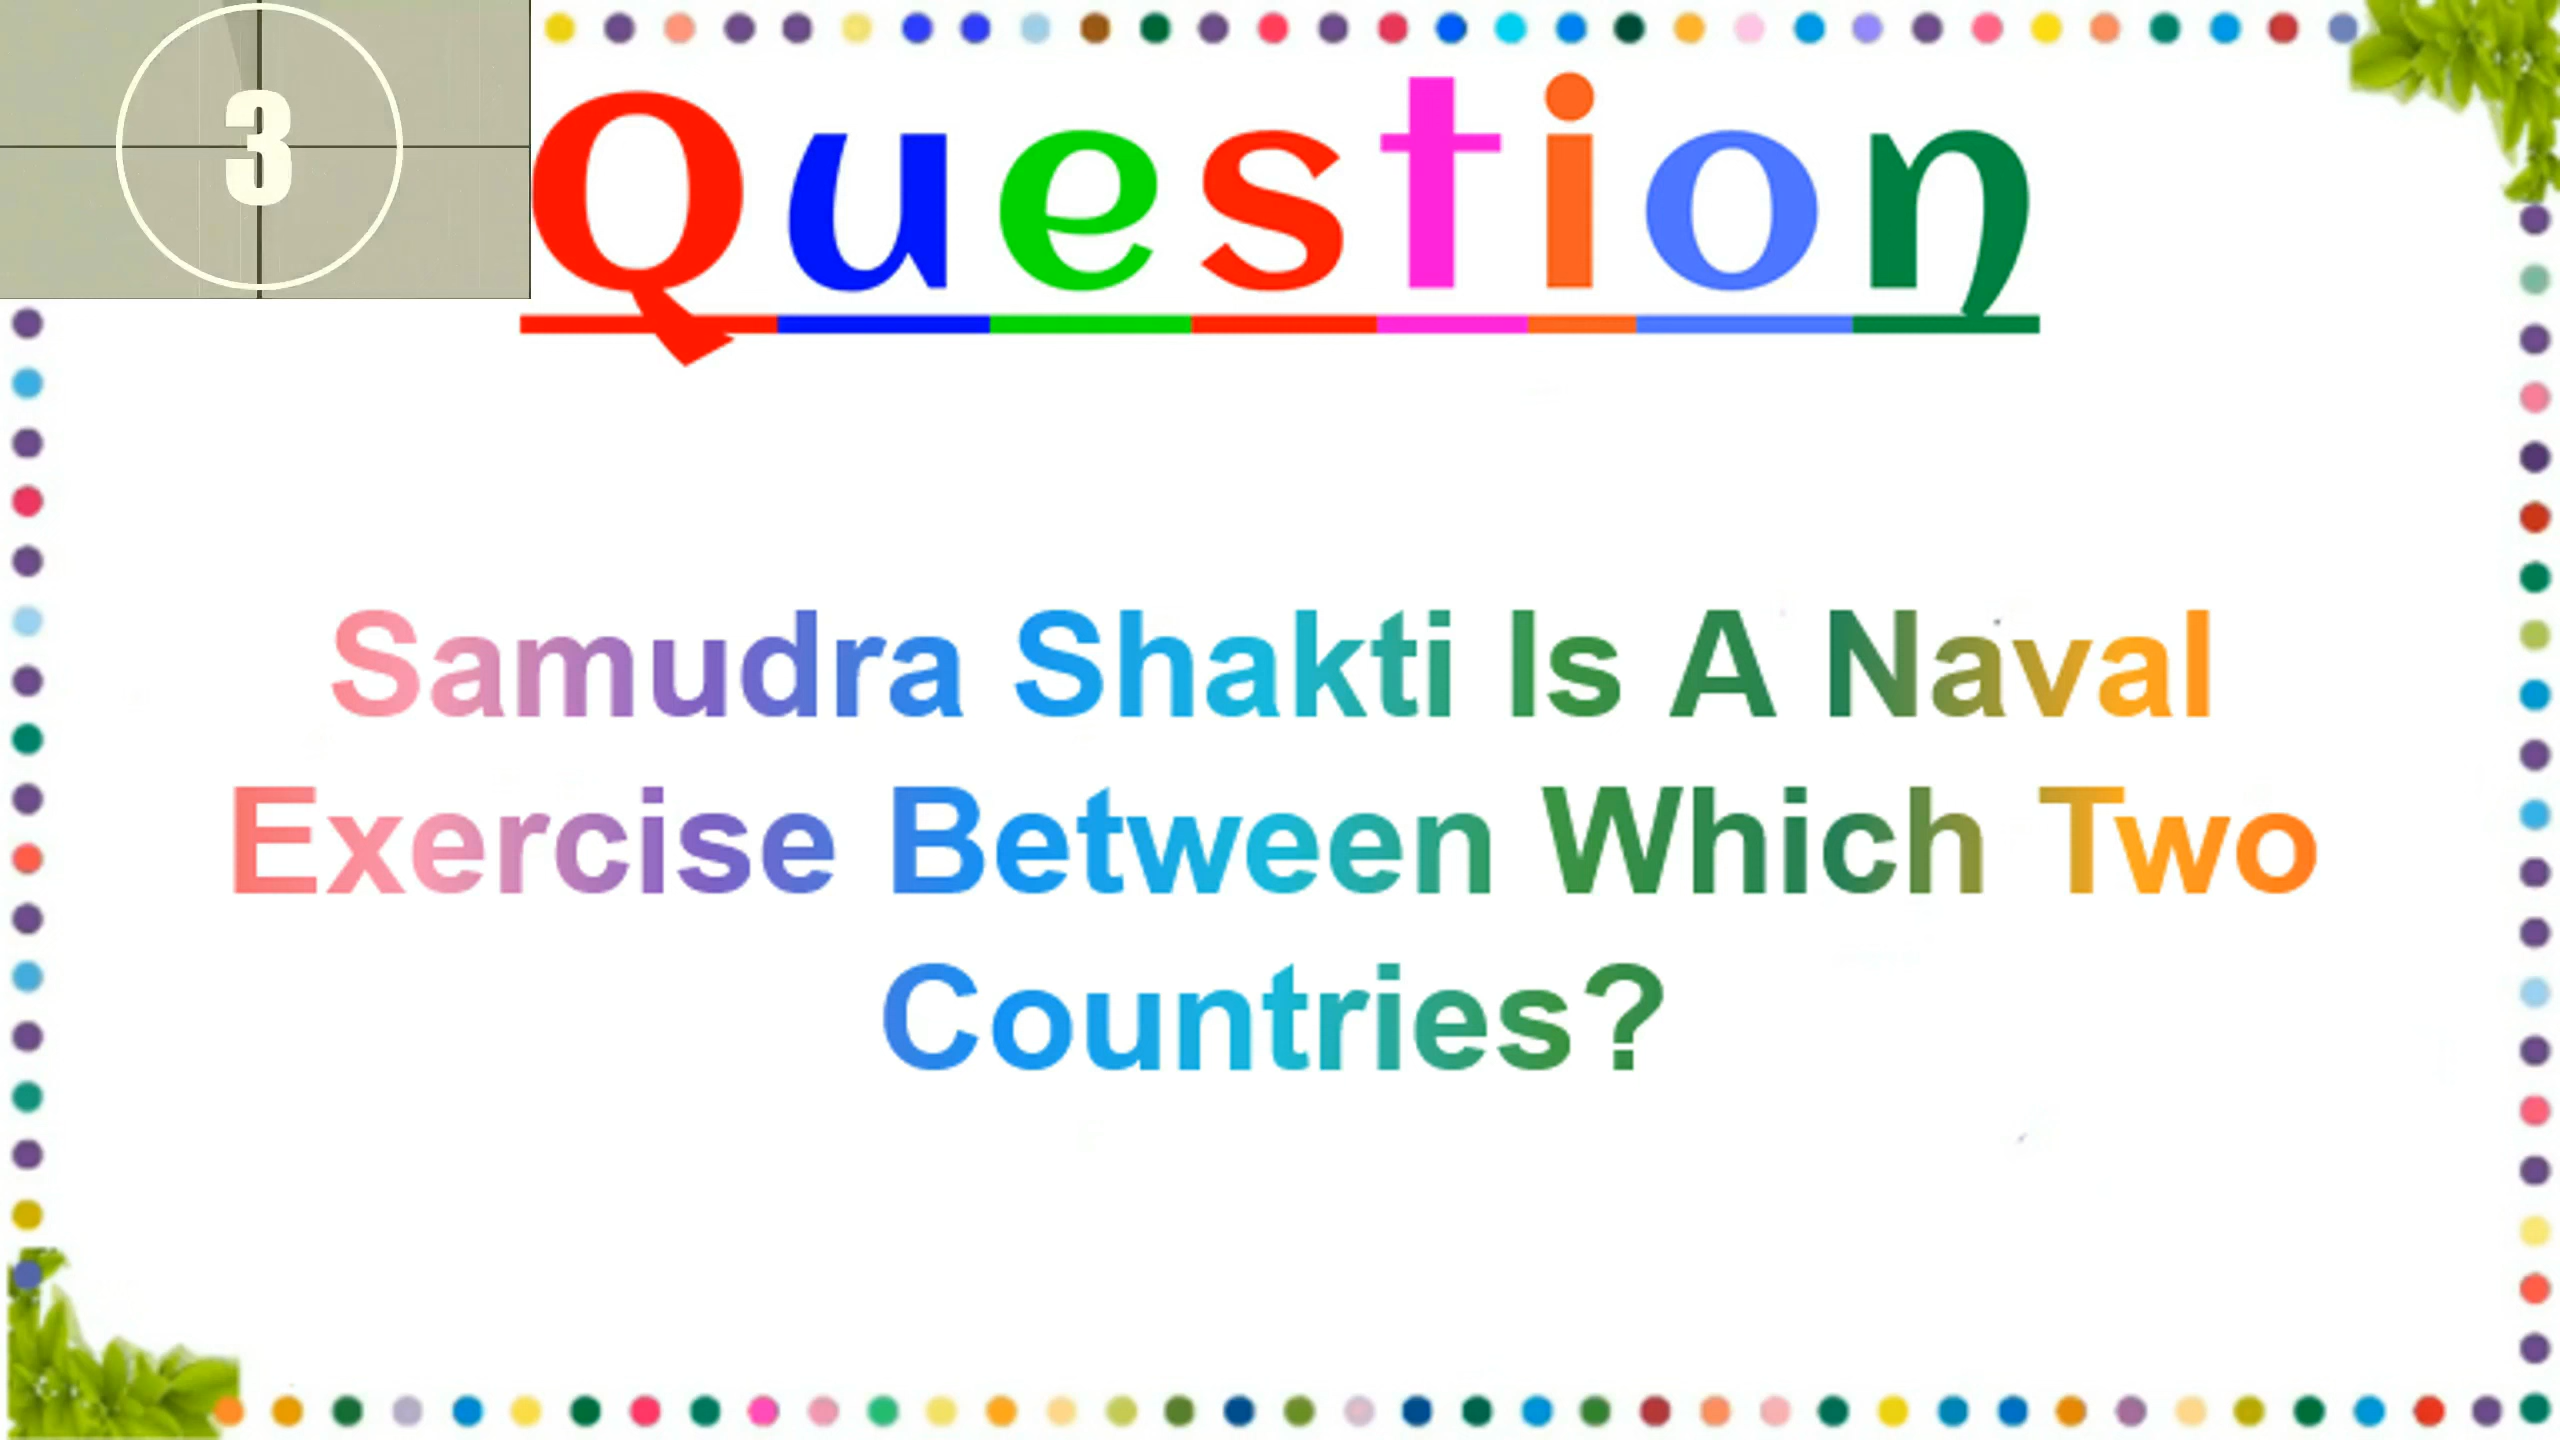 3
Question
Samudra Shakti Is A Naval
Exercise Between Which Two
Countries?